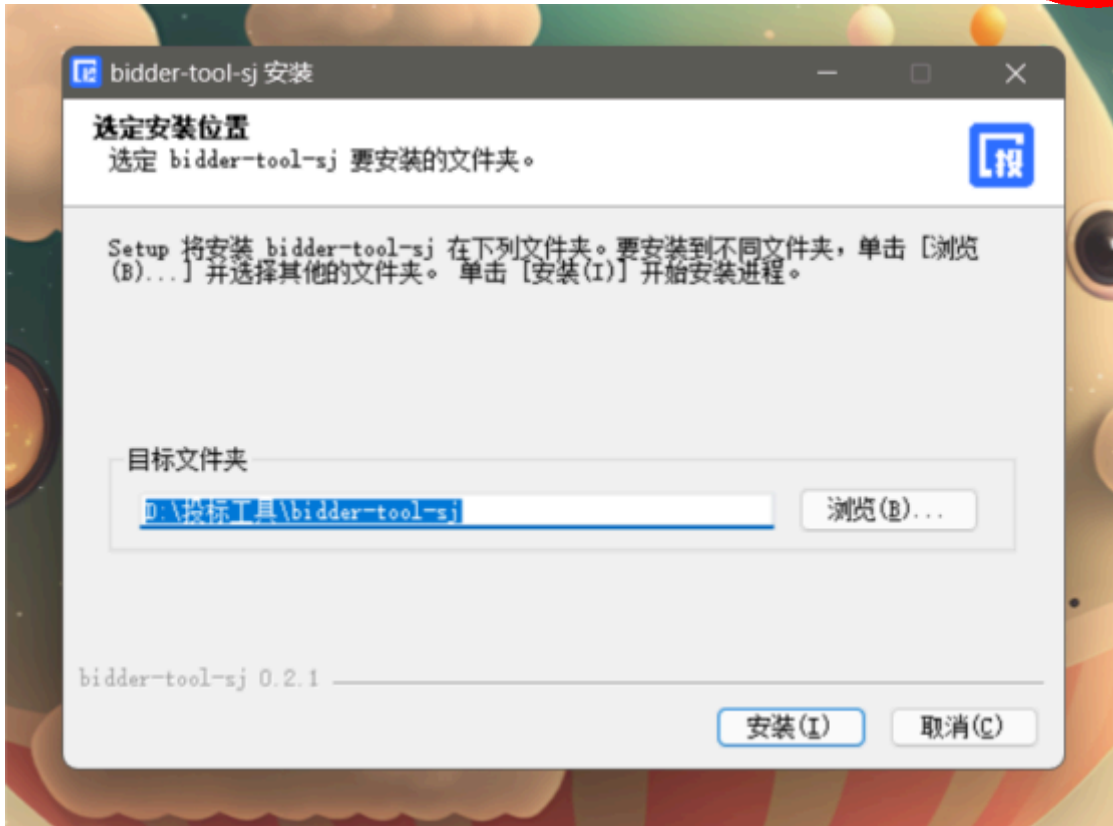 bidder-tool-sj 安装
选定安装位置
选定 bidder-tool-sj 要安装的文件夹。
投
Setup 将安装 bidder-tool-sj 在下列文件夹。要安装到不同文件夹，单击 [浏览
(B)...] 并选择其他的文件夹。 单击 [安装(I)] 开始安装进程。
目标文件夹
D:\投标工具\bidder-tool-sj
浏览(B)...
bidder-tool-sj 0.2.1
安装(I)
取消(C)